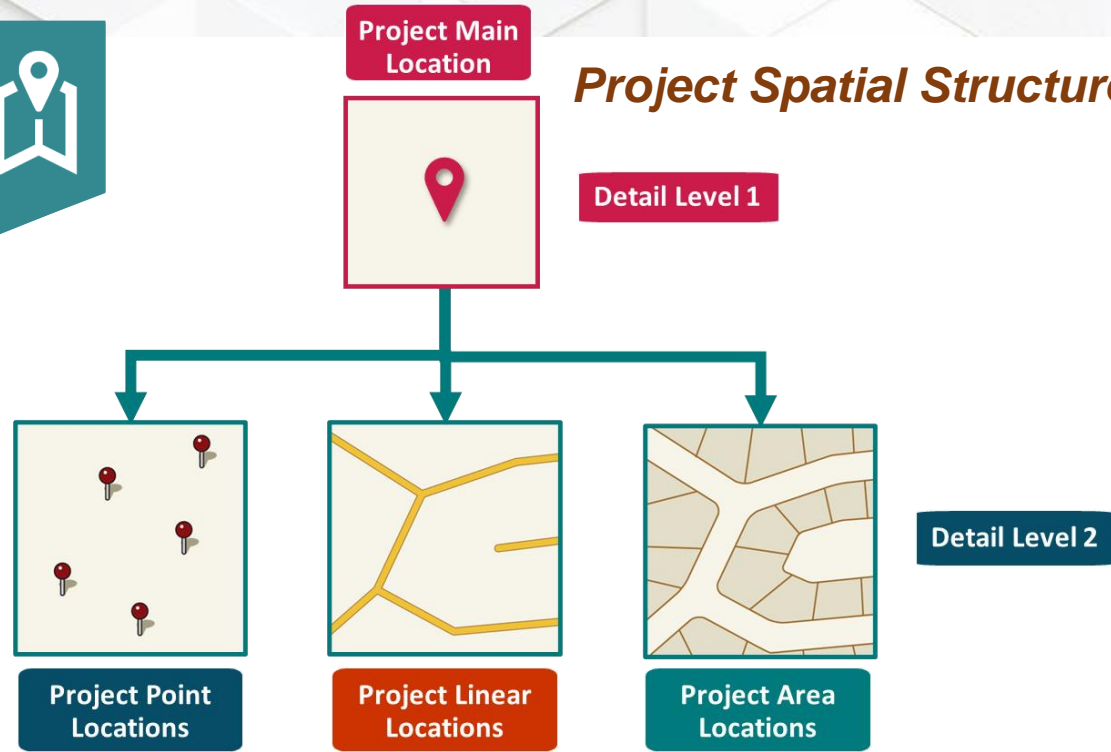 Project Main
Location
Project Spatial Structure
Detail Level 1
Detail Level 2
Project Point
Locations
Project Linear
Locations
Project Area
Locations